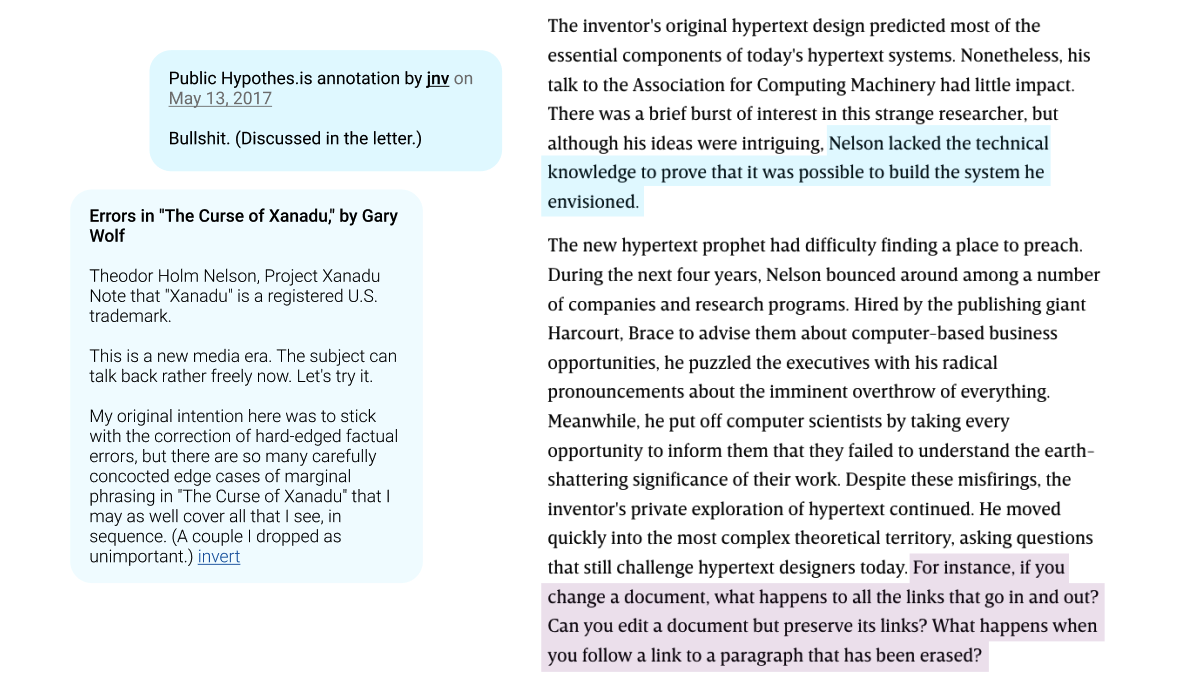 Public Hypothes.is annotation by jnv on
May 13, 2017
Bullshit. (Discussed in the letter.)
Errors in "The Curse of Xanadu," by Gary
Wolf
Theodor Holm Nelson, Project Xanadu
Note that "Xanadu" is a registered U.S.
trademark.
This is a new media era. The subject can
talk back rather freely now. Let's try it.
My original intention here was to stick
with the correction of hard-edged factual
errors, but there are so many carefully
concocted edge cases of marginal
phrasing in "The Curse of Xanadu" that I
may as well cover all that I see, in
sequence. (A couple I dropped as
unimportant.) invert
The inventor's original hypertext design predicted most of the
essential components of today's hypertext systems. Nonetheless, his
talk to the Association for Computing Machinery had little impact.
There was a brief burst of interest in this strange researcher, but
although his ideas were intriguing, Nelson lacked the technical
knowledge to prove that it was possible to build the system he
envisioned.
The new hypertext prophet had difficulty finding a place to preach.
During the next four years, Nelson bounced around among a number
of companies and research programs. Hired by the publishing giant
Harcourt, Brace to advise them about computer-based business
opportunities, he puzzled the executives with his radical
pronouncements about the imminent overthrow of everything.
Meanwhile, he put off computer scientists by taking every
opportunity to inform them that they failed to understand the earth-
shattering significance of their work. Despite these misfirings, the
inventor's private exploration of hypertext continued. He moved
quickly into the most complex theoretical territory, asking questions
that still challenge hypertext designers today. For instance, if you
change a document, what happens to all the links that go in and out?
Can you edit a document but preserve its links? What happens when
you follow a link to a paragraph that has been erased?